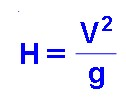 H = V²/g